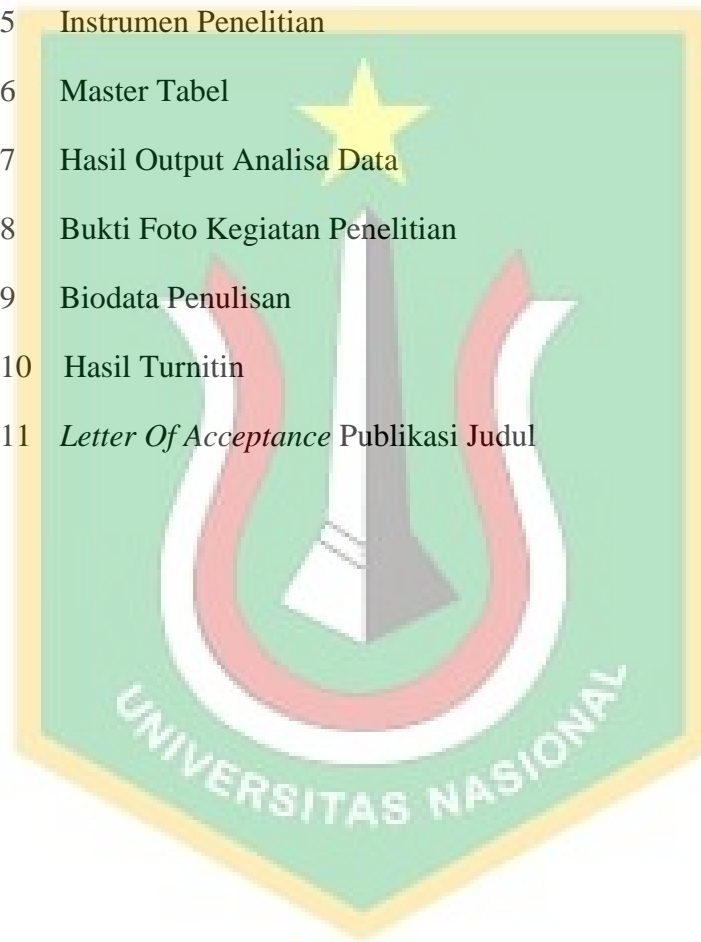 5 Instrumen Penelitian
6 Master Tabel
7 Hasil Output Analisa Data
8 Bukti Foto Kegiatan Penelitian
9 Biodata Penulisan
10 Hasil Turnitin
11 Letter Of Acceptance Publikasi Judul
UNIVERSITAS NASIONAL